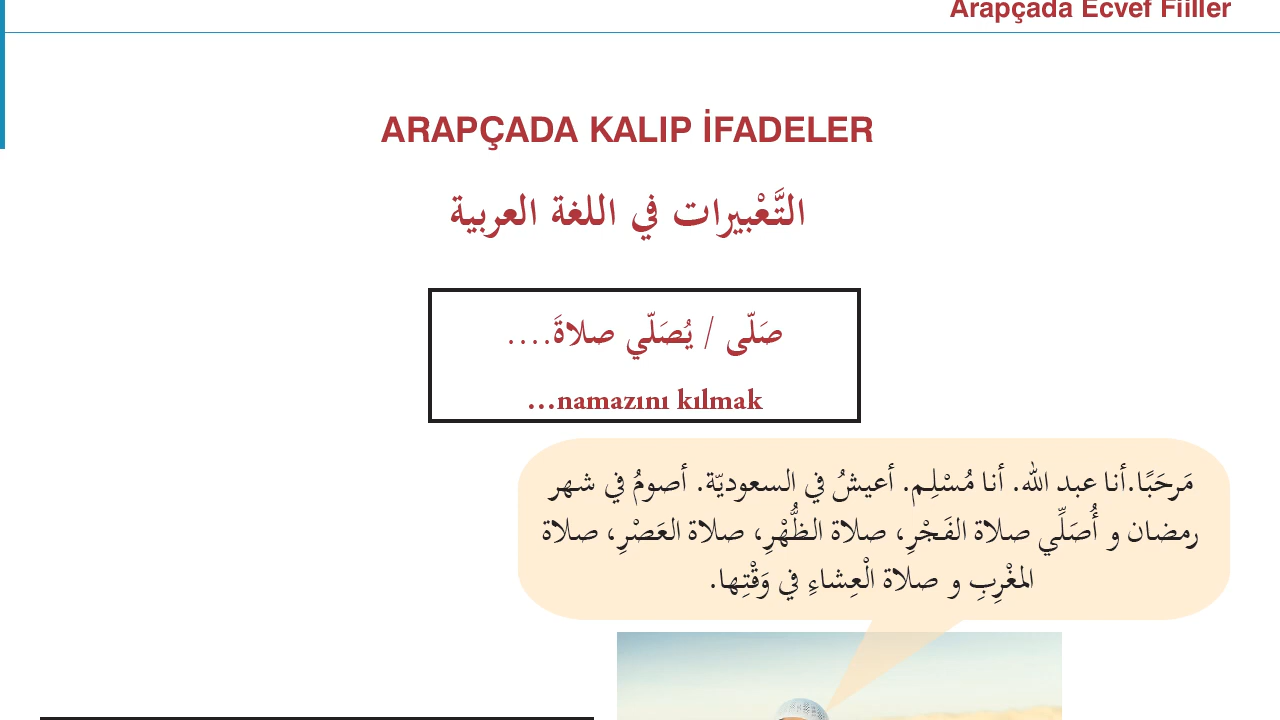 Arapçada Ecvef Fiiller
ARAPÇADA KALIP İFADELER
التَّعْبيرات في اللغة العربية
صَلّى / يُصَلّي صلاةَ....
...namazını kılmak
مَرحَبًا.أنا عبد الله. أنا مُسْلِم. أعيشُ في السعوديّة. أصومُ في شهر
رمضان و أُصَلِّي صلاة الفَجْرِ، صلاة الظُّهْرِ، صلاة العَصْرِ، صلاة
المغْرِبِ و صلاة الْعِشاءِ في وَقْتِها.